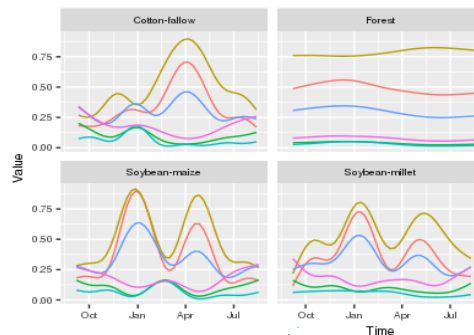 Cotton-fallow
Forest
0.75
0.50
0.25
0.00
Value
Soybean-maize
Soybean-millet
0.75
0.50
0.25
0.00
Oct
Jan
Apr
Jul
Oct
Jan
Apr
Jul
Time